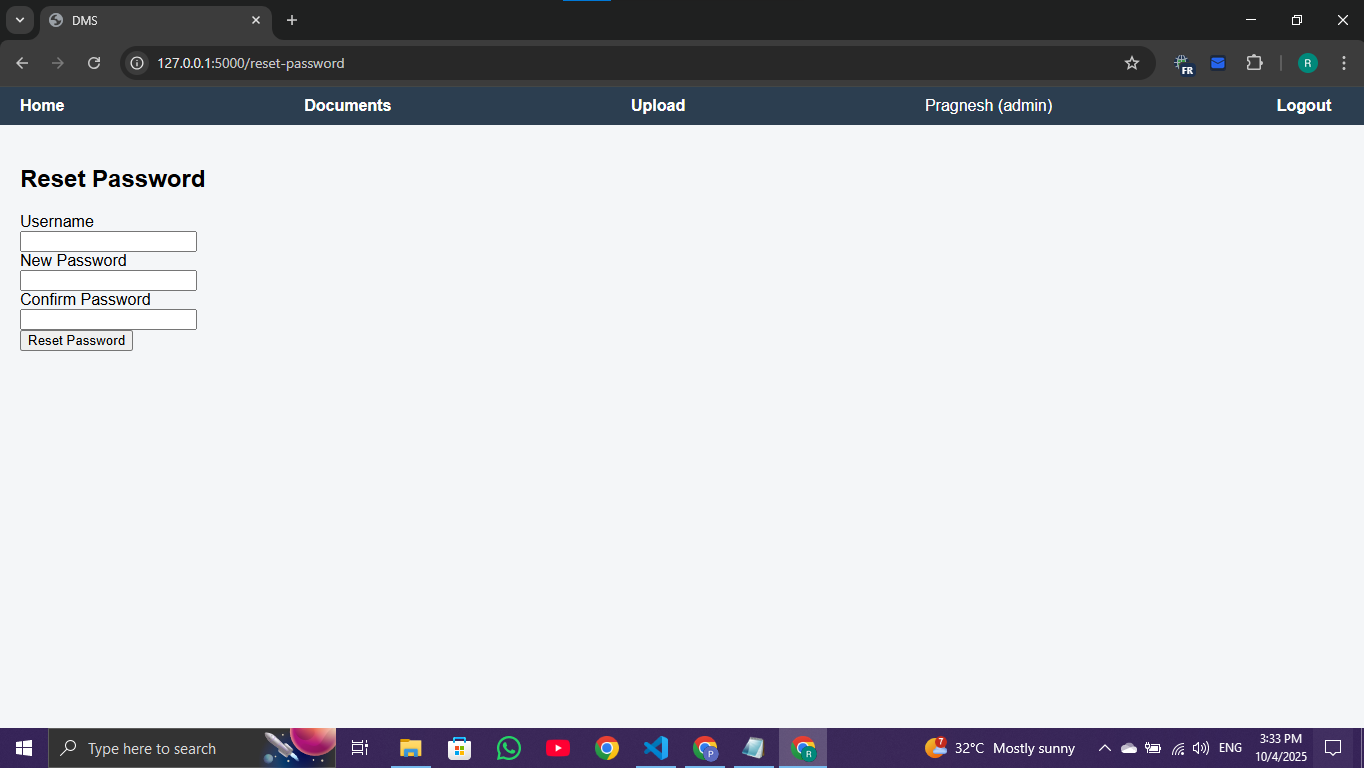 DMS
127.0.0.1:5000/reset-password
FR
R
Home Documents Upload Pragnesh (admin) Logout
Reset Password
Username
New Password
Confirm Password
Reset Password
Type here to search
P
R
7
32°C Mostly sunny
ENG
3:33 PM
10/4/2025